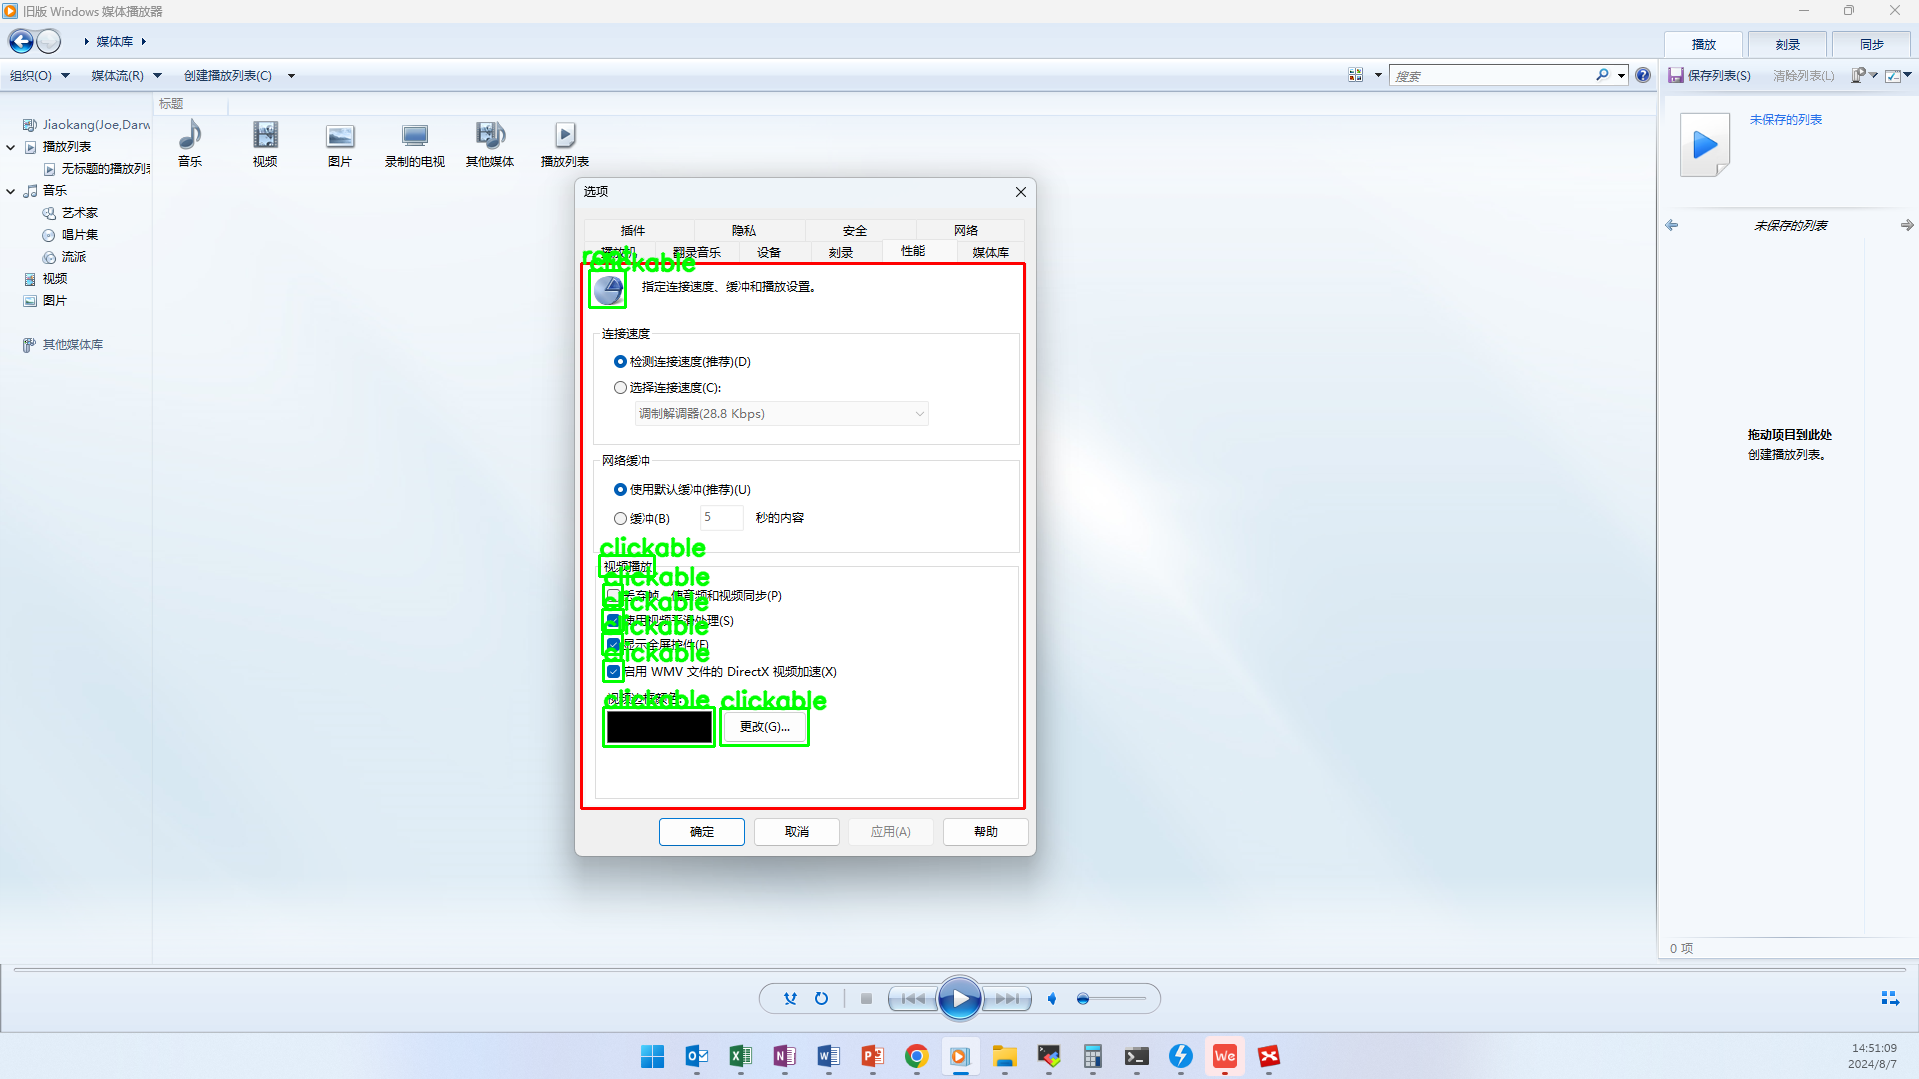 旧版 Windows 媒体播放器
媒体库
播放
刻录
同步
组织(O)
媒体流(R)
创建播放列表(C)
搜索
保存列表(S)
清除列表(L)
标题
Jiaokang(Joe,Darw
播放列表
无标题的播放列表
音乐
艺术家
唱片集
流派
视频
图片
其他媒体库
音乐
视频
图片
录制的电视
其他媒体
播放列表
未保存的列表
未保存的列表
拖动项目到此处
创建播放列表。
0 项
选项
插件
隐私
安全
网络
翻录音乐
设备
刻录
性能
媒体库
clickable
指定连接速度、缓冲和播放设置。
连接速度
检测连接速度(推荐)(D)
选择连接速度(C):
调制解调器(28.8 Kbps)
网络缓冲
使用默认缓冲(推荐)(U)
缓冲(B)
5
秒的内容
clickable
视频播放
clickable
丢弃帧，使音频和视频同步(P)
clickable
使用视频平滑处理(S)
clickable
显示全屏控件(F)
clickable
启用 WMV 文件的 DirectX 视频加速(X)
视频边框颜色:
clickable
clickable
更改(G)...
确定
取消
应用(A)
帮助
14:51:09
2024/8/7